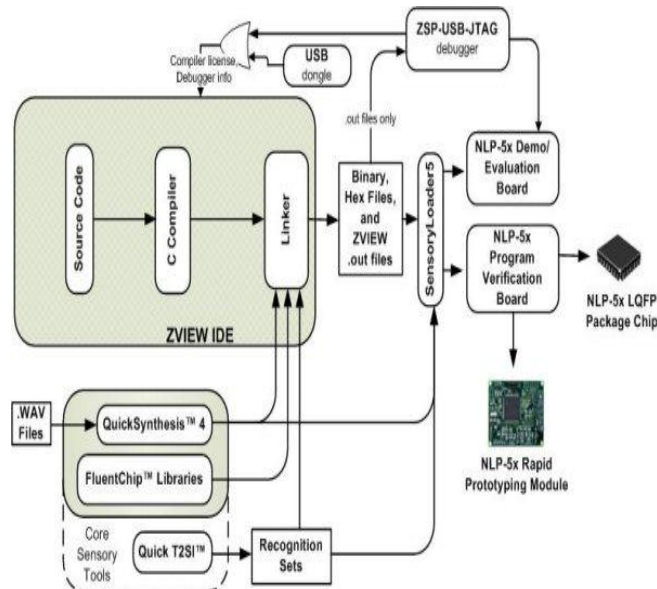 ZSP-USB-JTAG
debugger
USB
dongle
Compiler license,
Debugger info
.out files only
Source Code
C Compiler
Linker
ZVIEW IDE
Binary,
Hex Files,
and
ZVIEW
.out files
SensoryLoader5
NLP-5x Demo/
Evaluation
Board
NLP-5x
Program
Verification
Board
NLP-5x LQFP
Package Chip
NLP-5x Rapid
Prototyping Module
.WAV
Files
QuickSynthesis™ 4
FluentChip™ Libraries
Core
Sensory
Tools
Quick T2SI™
Recognition
Sets